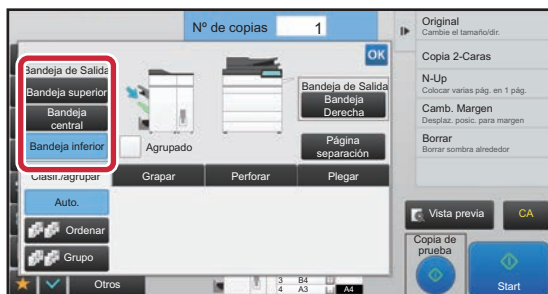 Nº de copias 1
OK
Bandeja de Salida
Bandeja superior
Bandeja
central
Bandeja inferior
Agrupado
Bandeja de Salida
Bandeja
Derecha
Página
separación
Clasif./agrupar
Grapar
Perforar
Plegar
Auto.
Ordenar
Grupo
Otros
3 B4
4 A3 A4
Original
Cambie el tamaño/dir.
Copia 2-Caras
N-Up
Colocar varias pág. en 1 pág.
Camb. Margen
Desplaz. posic. para margen
Borrar
Borrar sombra alrededor
Vista previa
CA
Copia de
prueba
Start